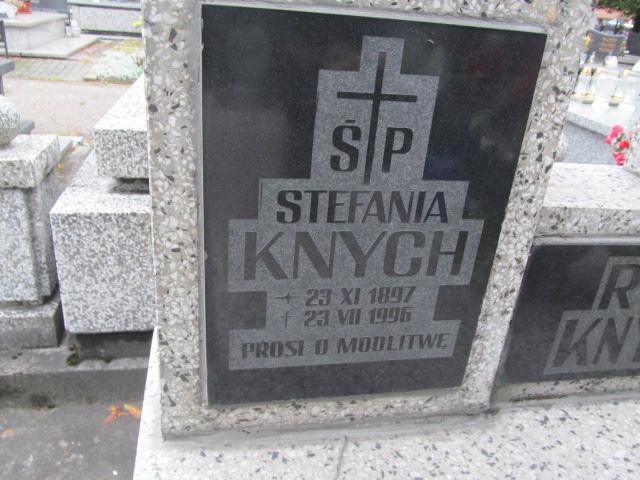 ŚP
STEFANIA
KNYCH
23 XI 1897
† 23 VII 1996
PROSI O MODLITWĘ